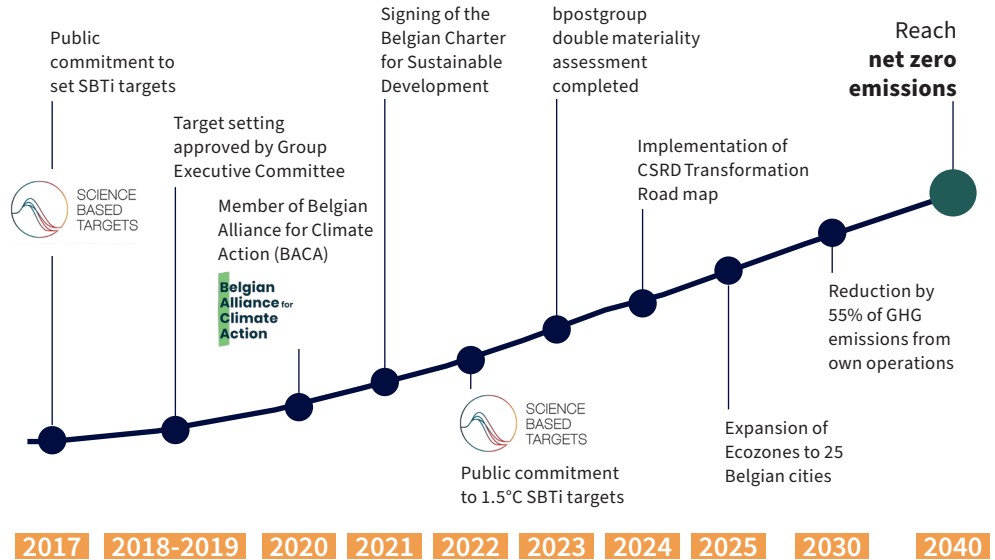 Public
commitment to
set SBTi targets
SCIENCE
BASED
TARGETS
Target setting
approved by Group
Executive Committee
Member of Belgian
Alliance for Climate
Action (BACA)
Belgian
Alliance for
Climate
Action
Signing of the
Belgian Charter
for Sustainable
Development
SCIENCE
BASED
TARGETS
Public commitment
to 1.5°C SBTi targets
bpostgroup
double materiality
assessment
completed
Implementation of
CSRD Transformation
Road map
Expansion of
Ecozones to 25
Belgian cities
Reduction by
55% of GHG
emissions from
own operations
Reach
net zero
emissions
2017 2018-2019 2020 2021 2022 2023 2024 2025 2030 2040